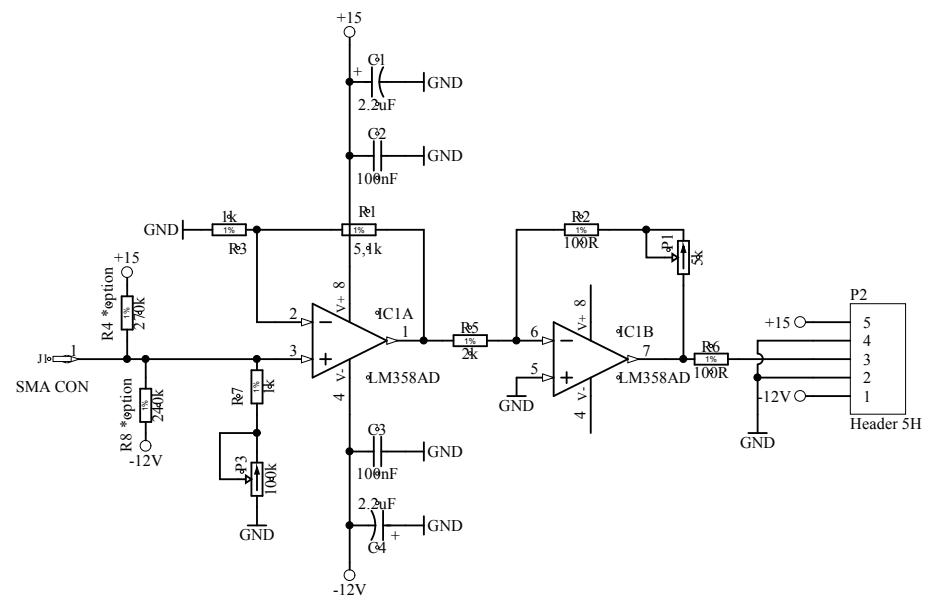 +15
C1
+
2.2uF
GND
C2
100nF
GND
GND
1k
1%
R3
R1
1%
5,1k
R2
1%
100R
P1
5k
+15
R4 *option
1%
270k
V+ 8
2
IC1A
1
3
V-
4
LM358AD
R5
1%
2k
V+ 8
6
IC1B
7
5
V-
4
LM358AD
GND
R6
1%
100R
P2
+15
5
4
3
2
-12V
1
GND
Header 5H
J1
1
SMA CON
R8 *option
1%
240k
-12V
R7
1%
1k
P3
100k
GND
C3
100nF
GND
2.2uF
C4
+
GND
-12V